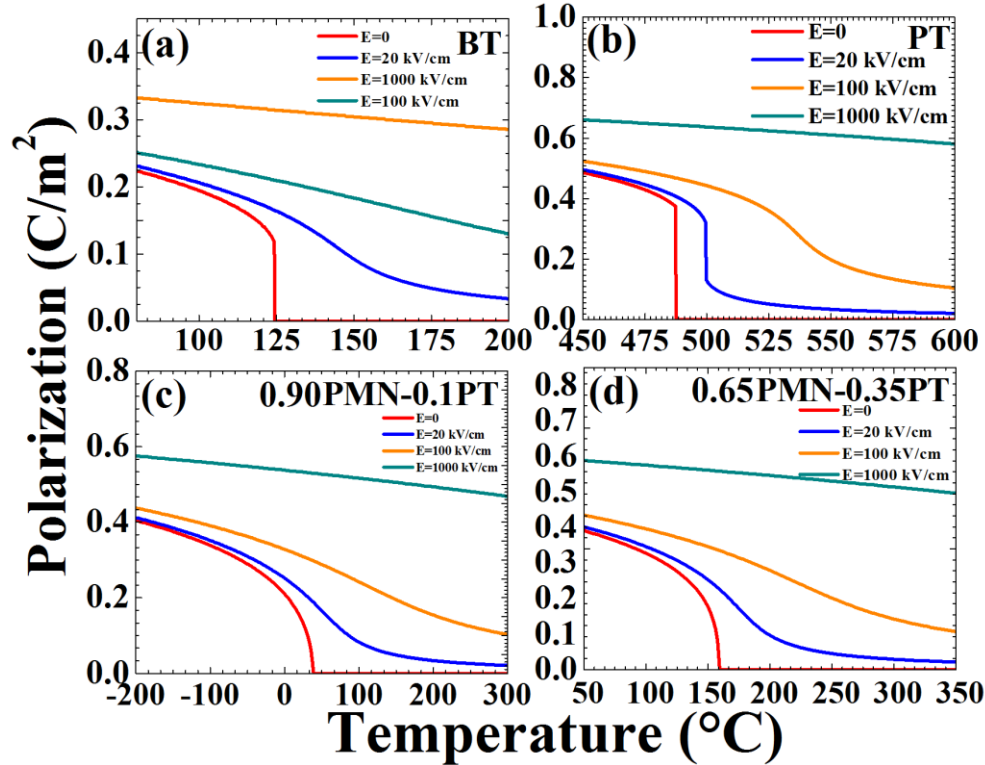 Polarization (C/m²)
(a)
BT
E=0
E=20 kV/cm
E=1000 kV/cm
E=100 kV/cm
0.4
0.3
0.2
0.1
0.0
100 125 150 175 200
(b)
PT
E=0
E=20 kV/cm
E=100 kV/cm
E=1000 kV/cm
1.0
0.8
0.6
0.4
0.2
0.0
450 475 500 525 550 575 600
(c)
0.90PMN-0.1PT
E=0
E=20 kV/cm
E=100 kV/cm
E=1000 kV/cm
0.8
0.6
0.4
0.2
0.0
-200 -100 0 100 200 300
(d)
0.65PMN-0.35PT
E=0
E=20 kV/cm
E=100 kV/cm
E=1000 kV/cm
0.8
0.7
0.6
0.5
0.4
0.3
0.2
0.1
0.0
50 100 150 200 250 300 350
Temperature (°C)